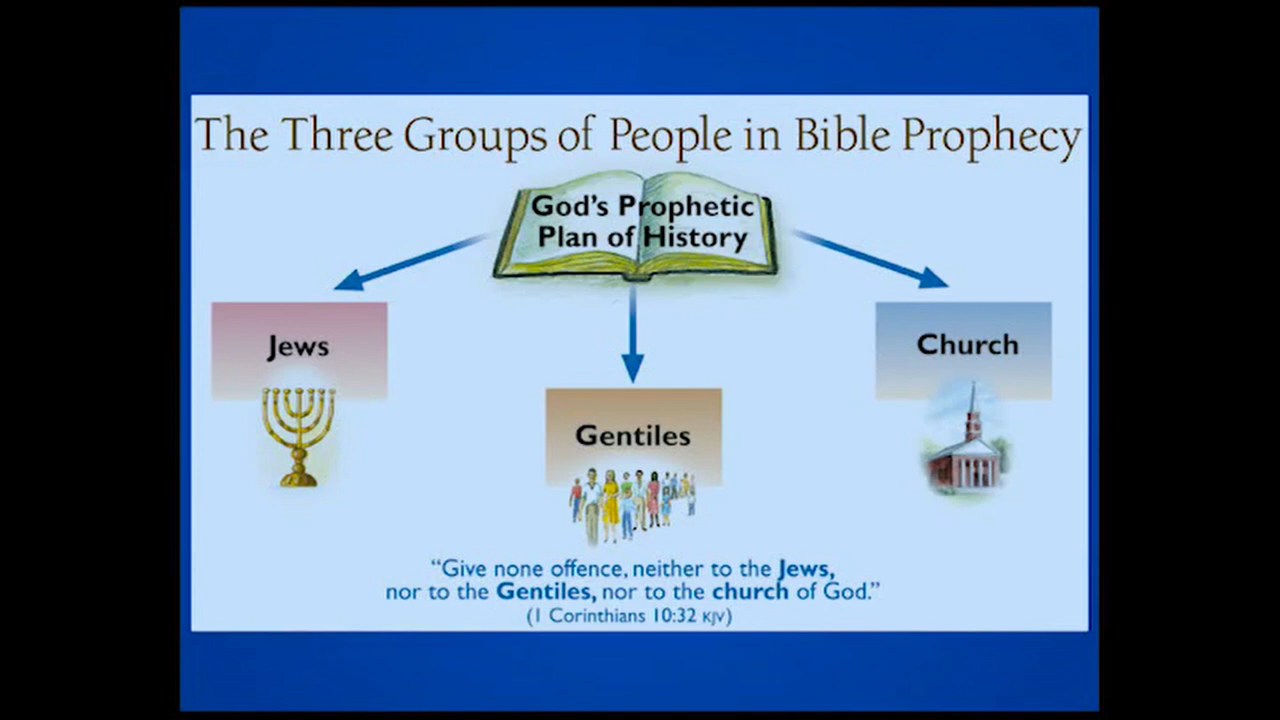 The Three Groups of People in Bible Prophecy
God's Prophetic
Plan of History
Jews
Church
Gentiles
“Give none offence, neither to the Jews,
nor to the Gentiles, nor to the church of God.”
(1 Corinthians 10:32 KJV)